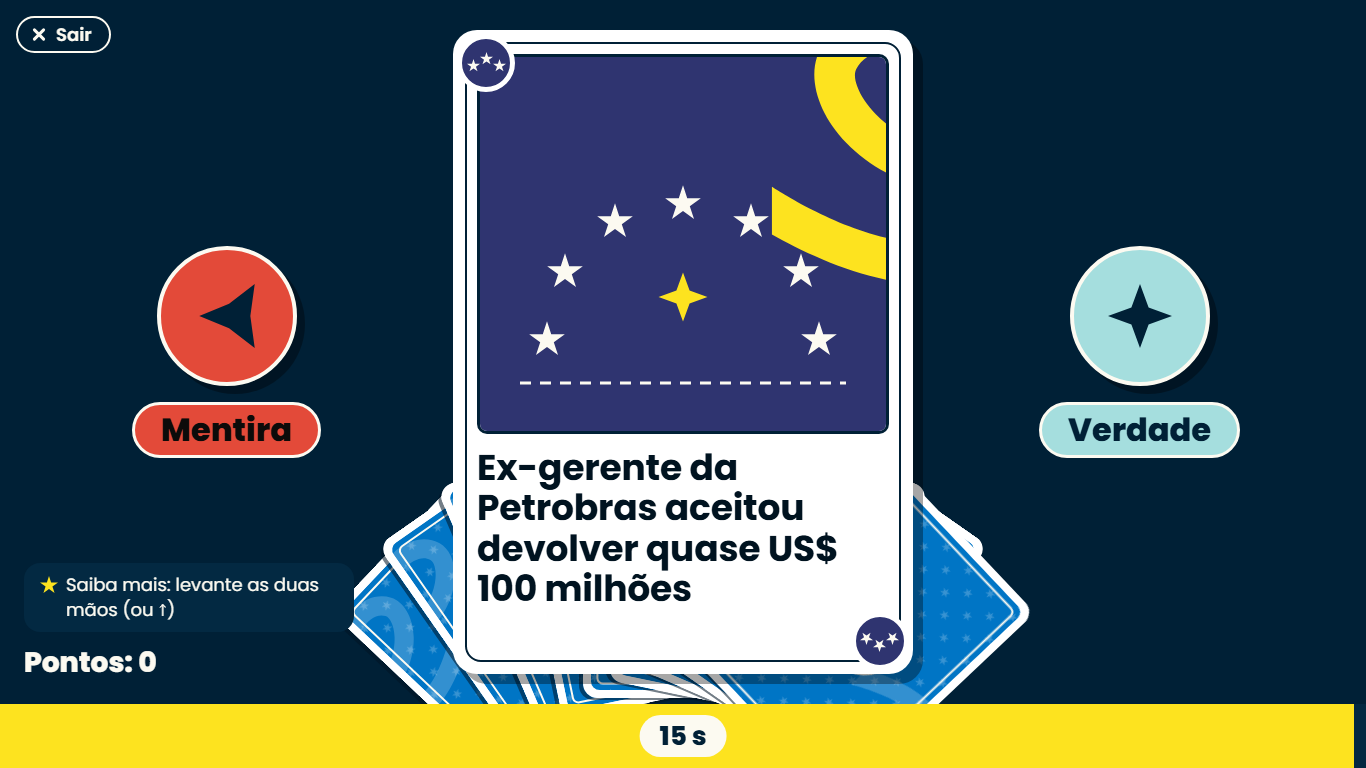 Sair
Ex-gerente da
Petrobras aceitou
devolver quase US$
100 milhões
Mentira
Verdade
Saiba mais: levante as duas
mãos (ou ↑)
Pontos: 0
15 s